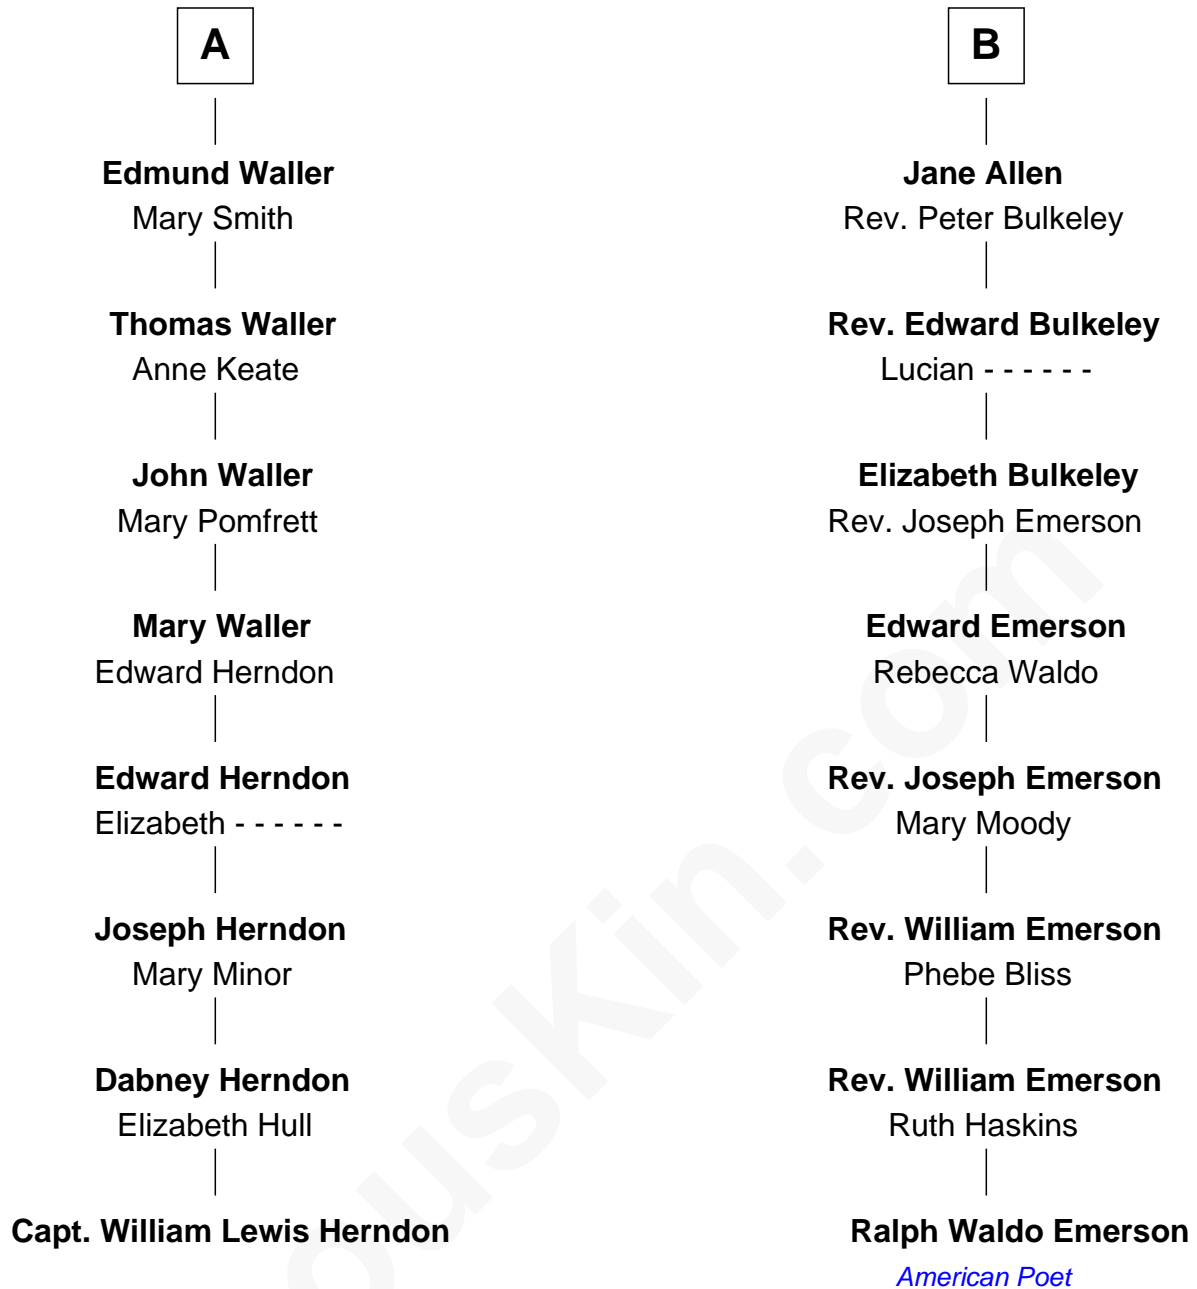 A
Edmund Waller
Mary Smith
Thomas Waller
Anne Keate
John Waller
Mary Pomfrett
Mary Waller
Edward Herndon
Edward Herndon
Elizabeth - - - - - -
Joseph Herndon
Mary Minor
Dabney Herndon
Elizabeth Hull
Capt. William Lewis Herndon
B
Jane Allen
Rev. Peter Bulkeley
Rev. Edward Bulkeley
Lucian - - - - - -
Elizabeth Bulkeley
Rev. Joseph Emerson
Edward Emerson
Rebecca Waldo
Rev. Joseph Emerson
Mary Moody
Rev. William Emerson
Phebe Bliss
Rev. William Emerson
Ruth Haskins
Ralph Waldo Emerson
American Poet
ousKin.com